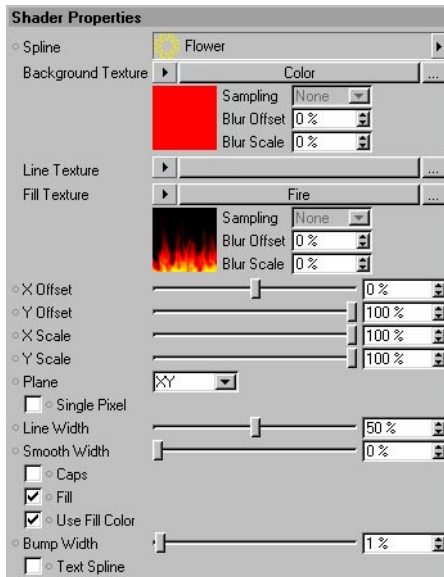 Shader Properties
Spline Flower
Background Texture Color ...
Sampling None
Blur Offset 0 %
Blur Scale 0 %
Line Texture ...
Fill Texture Fire ...
Sampling None
Blur Offset 0 %
Blur Scale 0 %
X Offset 0 %
Y Offset 100 %
X Scale 100 %
Y Scale 100 %
Plane XY
Single Pixel
Line Width 50 %
Smooth Width 0 %
Caps
Fill
Use Fill Color
Bump Width 1 %
Text Spline